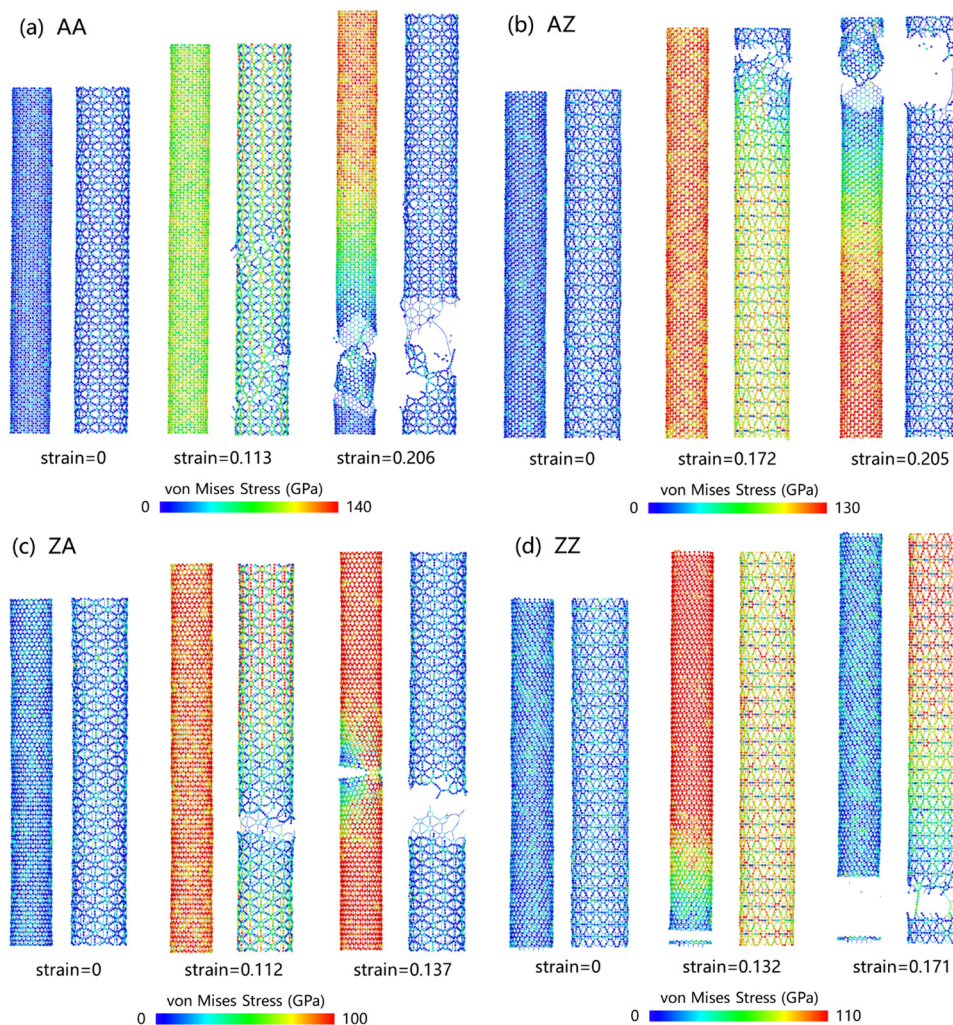 (a) AA
strain=0 strain=0.113 strain=0.206
von Mises Stress (GPa)
0 140
(b) AZ
strain=0 strain=0.172 strain=0.205
von Mises Stress (GPa)
0 130
(c) ZA
strain=0 strain=0.112 strain=0.137
von Mises Stress (GPa)
0 100
(d) ZZ
strain=0 strain=0.132 strain=0.171
von Mises Stress (GPa)
0 110